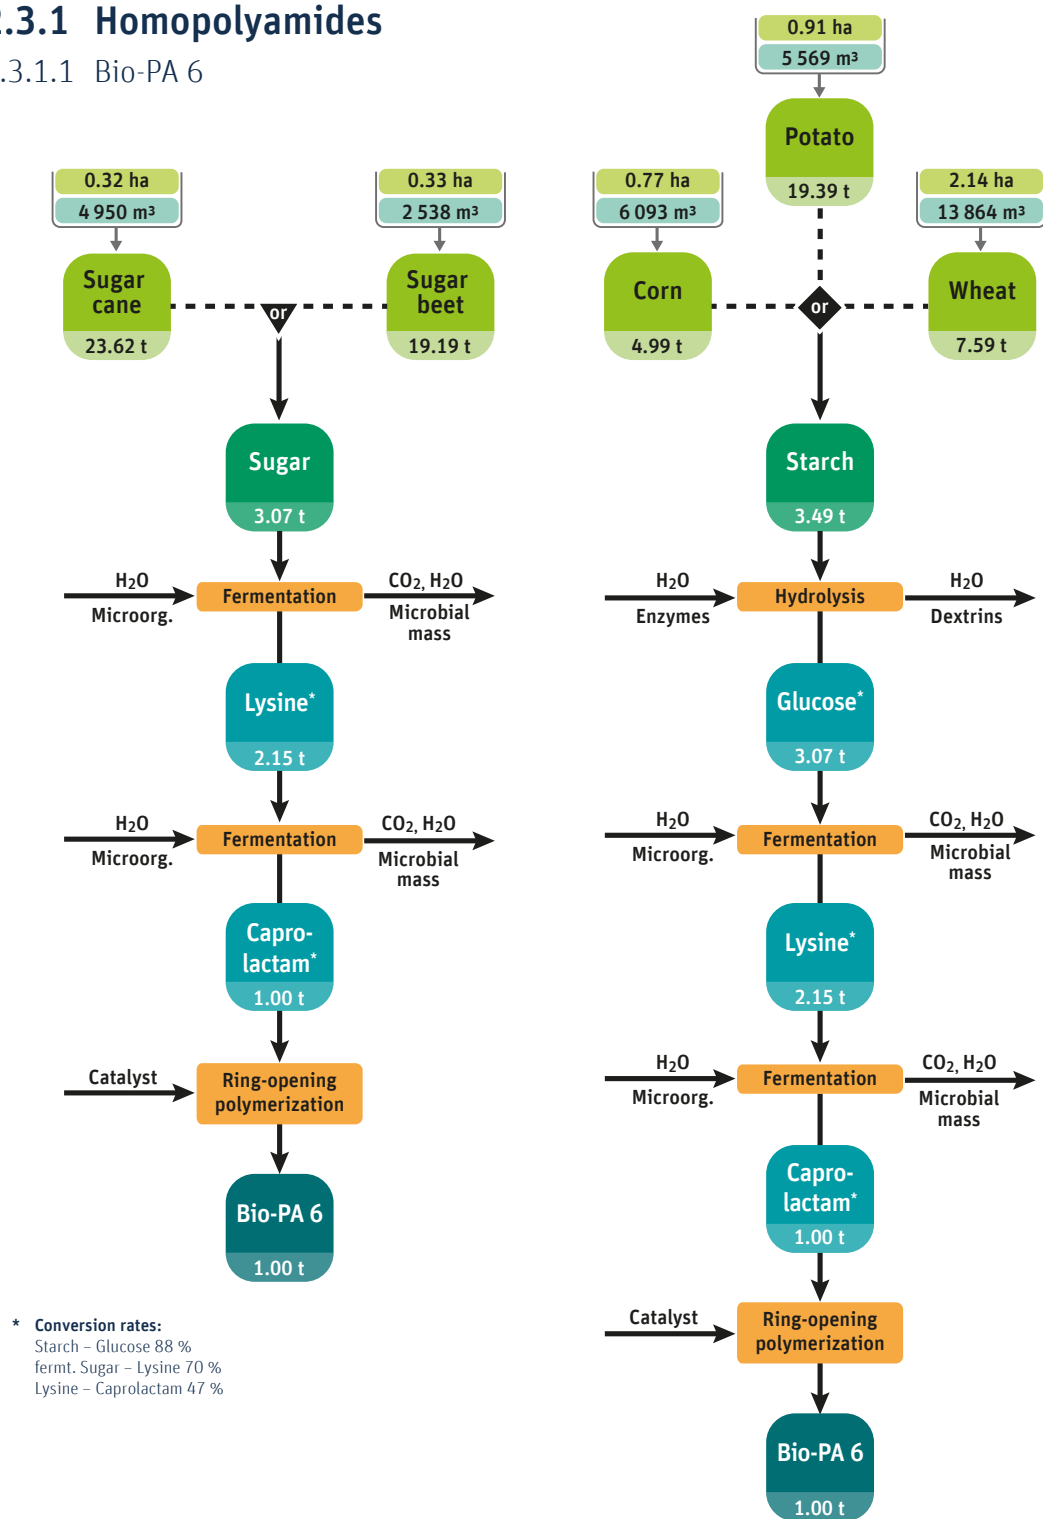 2.3.1 Homopolyamides
.3.1.1 Bio-PA 6
0.32 ha
4 950 m³
Sugar
cane
23.62 t
0.33 ha
2 538 m³
Sugar
beet
19.19 t
or
Sugar
3.07 t
H₂O
Microorg.
Fermentation
CO₂, H₂O
Microbial
mass
Lysine*
2.15 t
H₂O
Microorg.
Fermentation
CO₂, H₂O
Microbial
mass
Capro-
lactam*
1.00 t
Catalyst
Ring-opening
polymerization
Bio-PA 6
1.00 t
* Conversion rates:
Starch – Glucose 88 %
fermt. Sugar – Lysine 70 %
Lysine – Caprolactam 47 %
0.91 ha
5 569 m³
Potato
19.39 t
0.77 ha
6 093 m³
Corn
4.99 t
2.14 ha
13 864 m³
Wheat
7.59 t
or
Starch
3.49 t
H₂O
Enzymes
Hydrolysis
H₂O
Dextrins
Glucose*
3.07 t
H₂O
Microorg.
Fermentation
CO₂, H₂O
Microbial
mass
Lysine*
2.15 t
H₂O
Microorg.
Fermentation
CO₂, H₂O
Microbial
mass
Capro-
lactam*
1.00 t
Catalyst
Ring-opening
polymerization
Bio-PA 6
1.00 t